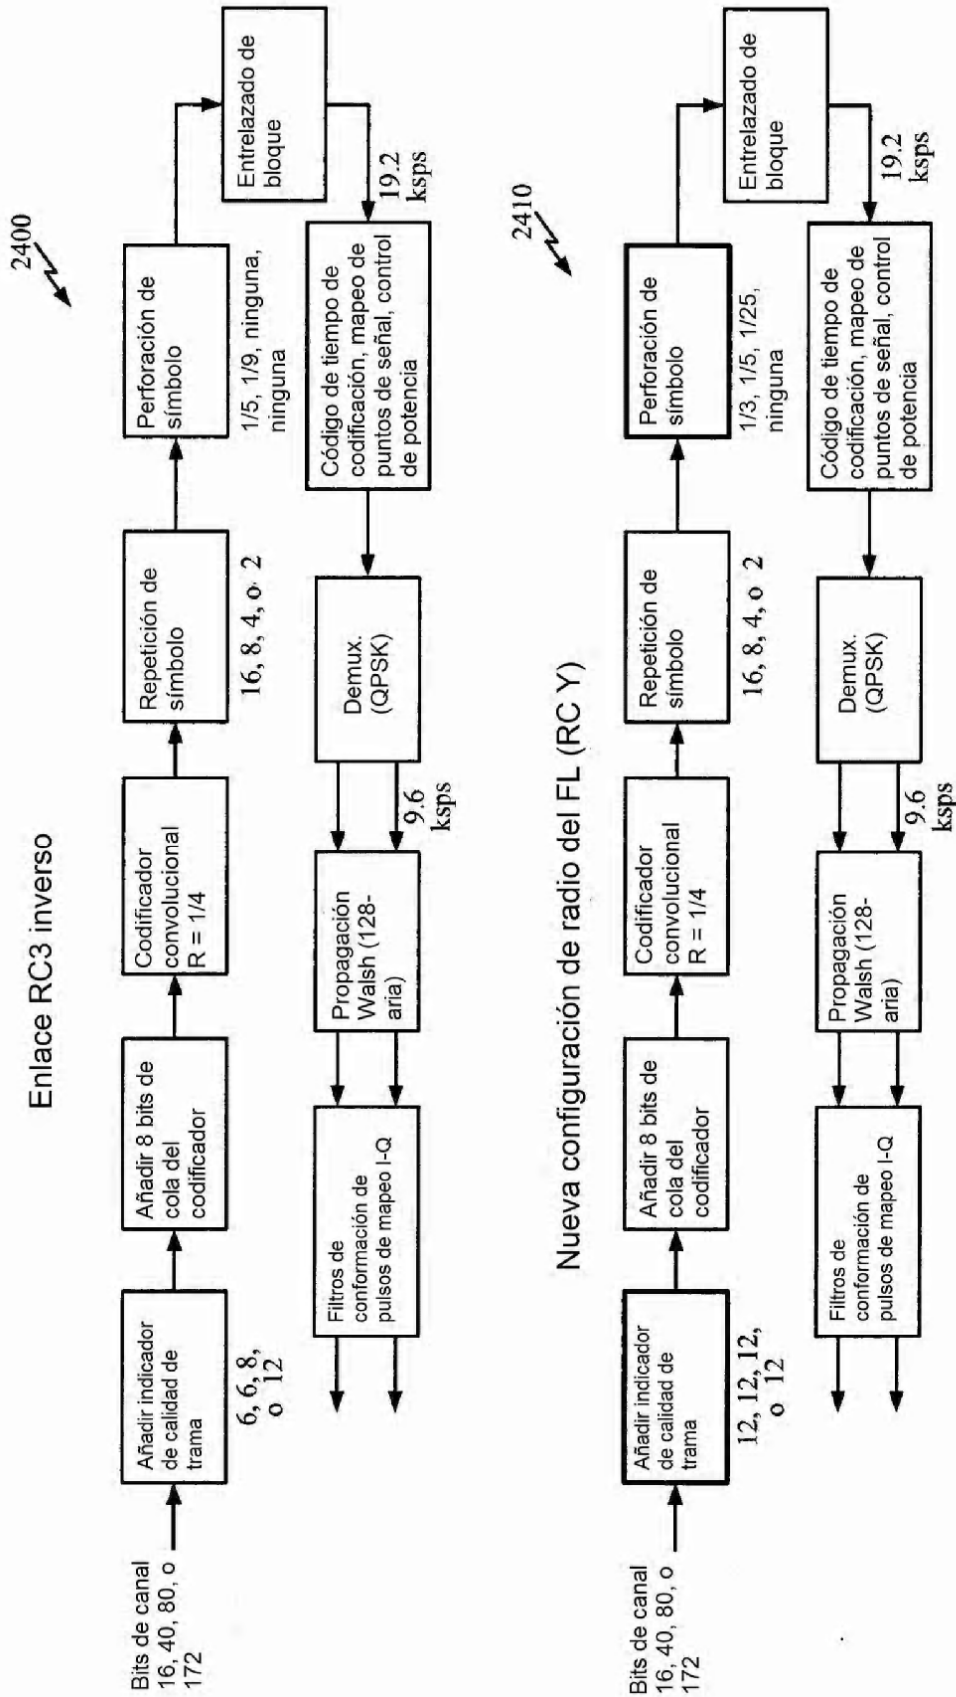 Enlace RC3 inverso
2400
Bits de canal
16, 40, 80, o
172
Añadir indicador
de calidad de
trama
6, 6, 8,
o 12
Añadir 8 bits de
cola del
codificador
Codificador
convolucional
R = 1/4
Repetición de
símbolo
16, 8, 4, o 2
Perforación de
símbolo
1/5, 1/9, ninguna,
ninguna
Entrelazado de
bloque
19.2
ksps
Código de tiempo de
codificación, mapeo de
puntos de señal, control
de potencia
Demux.
(QPSK)
9.6
ksps
Propagación
Walsh (128-
aria)
Filtros de
conformación de
pulsos de mapeo I-Q
Nueva configuración de radio del FL (RC Y)
2410
Bits de canal
16, 40, 80, o
172
Añadir indicador
de calidad de
trama
12, 12, 12,
o 12
Añadir 8 bits de
cola del
codificador
Codificador
convolucional
R = 1/4
Repetición de
símbolo
16, 8, 4, o 2
Perforación de
símbolo
1/3, 1/5, 1/25,
ninguna
Entrelazado de
bloque
19.2
ksps
Código de tiempo de
codificación, mapeo de
puntos de señal, control
de potencia
Demux.
(QPSK)
9.6
ksps
Propagación
Walsh (128-
aria)
Filtros de
conformación de
pulsos de mapeo I-Q